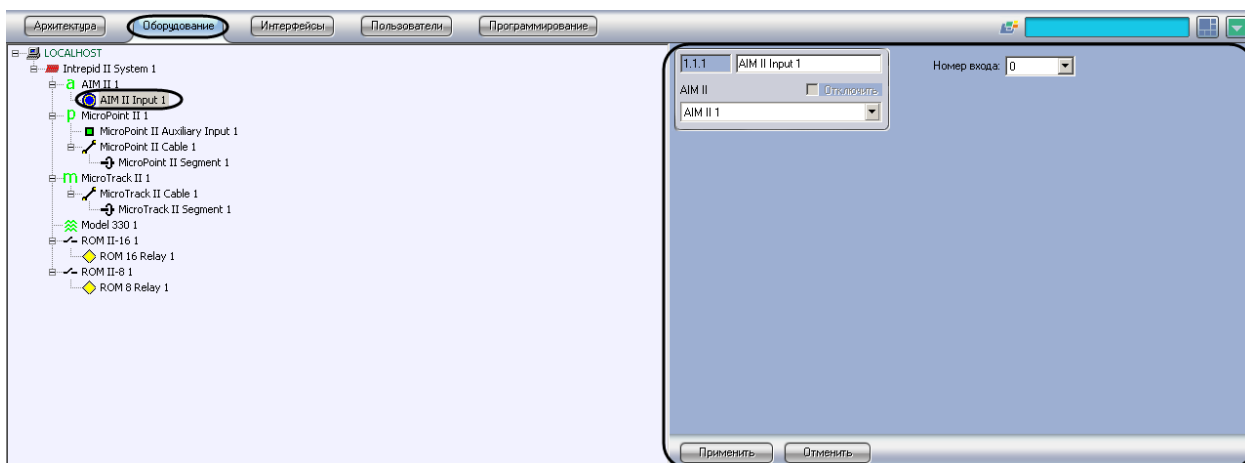 Архитектура Оборудование Интерфейсы Пользователи Программирование
LOCALHOST
Intrepid II System 1
AIM II 1
AIM II Input 1
MicroPoint II 1
MicroPoint II Auxiliary Input 1
MicroPoint II Cable 1
MicroPoint II Segment 1
MicroTrack II 1
MicroTrack II Cable 1
MicroTrack II Segment 1
Model 330 1
ROM II-16 1
ROM 16 Relay 1
ROM II-8 1
ROM 8 Relay 1
1.1.1 AIM II Input 1
AIM II Отключить
AIM II 1
Номер входа: 0
Применить Отменить